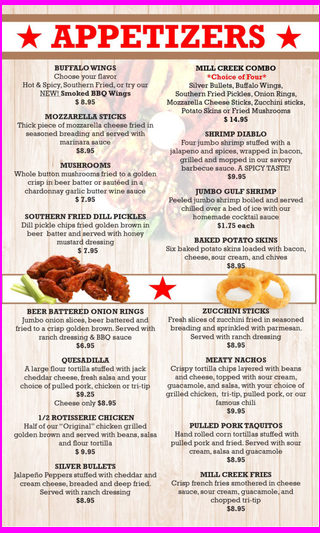 APPETIZERS
BUFFALO WINGS
Choose your flavor
Hot & Spicy, Southern Fried, or try our
NEW! Smoked BBQ Wings
$ 8.95
MOZZARELLA STICKS
Thick piece of mozzarella cheese fried in
seasoned breading and served with
marinara sauce
$8.95
MUSHROOMS
Whole button mushrooms fried to a golden
crisp in beer batter or sautéed in a
chardonnay garlic butter wine sauce
$ 7.95
SOUTHERN FRIED DILL PICKLES
Dill pickle chips fried golden brown in
beer batter and served with honey
mustard dressing
$ 7.95
MILL CREEK COMBO
*Choice of Four*
Silver Bullets, Buffalo Wings,
Southern Fried Pickles, Onion Rings,
Mozzarella Cheese Sticks, Zucchini sticks,
Potato Skins or Fried Mushrooms
$ 14.95
SHRIMP DIABLO
Four jumbo shrimp stuffed with a
jalapeno and spices, wrapped in bacon,
grilled and mopped in our savory
barbecue sauce. A SPICY TASTE!
$9.95
JUMBO GULF SHRIMP
Peeled jumbo shrimp boiled and served
chilled over a bed of ice with our
homemade cocktail sauce
$1.75 each
BAKED POTATO SKINS
Six baked potato skins loaded with bacon,
cheese, sour cream, and chives
$8.95
BEER BATTERED ONION RINGS
Jumbo onion slices, beer battered and
fried to a crisp golden brown. Served with
ranch dressing & BBQ sauce
$6.95
QUESADILLA
A large flour tortilla stuffed with jack
cheddar cheese, fresh salsa and your
choice of pulled pork, chicken or tri-tip
$9.25
Cheese only $8.95
1/2 ROTISSERIE CHICKEN
Half of our "Original" chicken grilled
golden brown and served with beans, salsa
and flour tortilla
$ 9.95
SILVER BULLETS
Jalapeño Peppers stuffed with cheddar and
cream cheese, breaded and deep fried.
Served with ranch dressing
$8.95
ZUCCHINI STICKS
Fresh slices of zucchini fried in seasoned
breading and sprinkled with parmesan.
Served with ranch dressing
$8.95
MEATY NACHOS
Crispy tortilla chips layered with beans
and cheese, topped with sour cream,
guacamole, and salsa, with your choice of
grilled chicken, tri-tip, pulled pork, or our
famous chili
$9.95
PULLED PORK TAQUITOS
Hand rolled corn tortillas stuffed with
pulled pork and fried. Served with sour
cream, salsa and guacamole
$8.95
MILL CREEK FRIES
Crisp french fries smothered in cheese
sauce, sour cream, guacamole, and
chopped tri-tip
$8.95